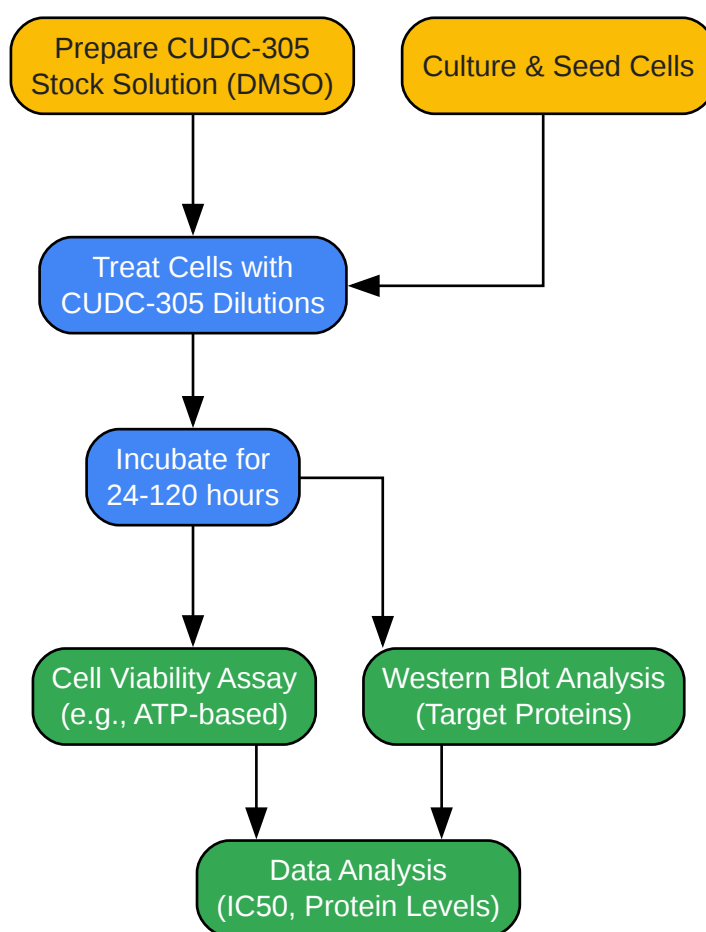 Prepare CUDC-305
Stock Solution (DMSO)
Culture & Seed Cells
Treat Cells with
CUDC-305 Dilutions
Incubate for
24-120 hours
Cell Viability Assay
(e.g., ATP-based)
Western Blot Analysis
(Target Proteins)
Data Analysis
(IC50, Protein Levels)